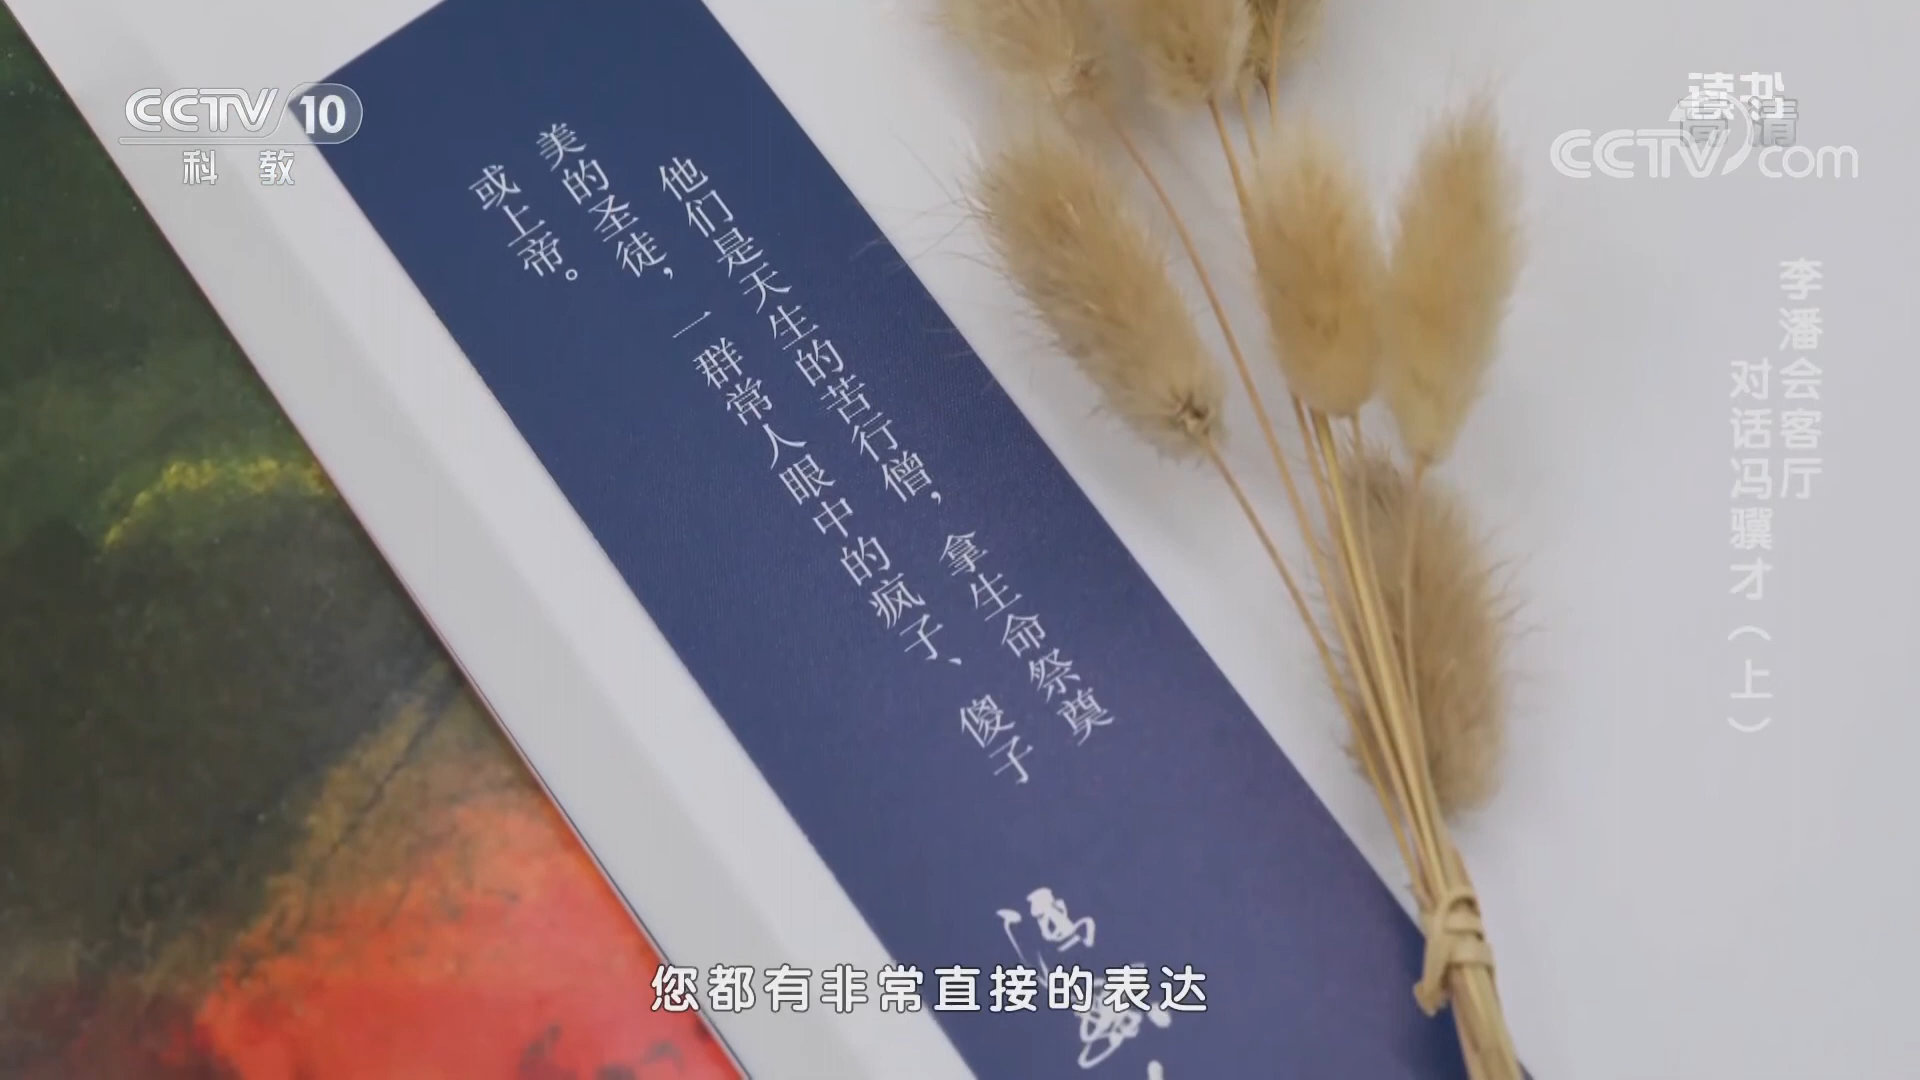 CCTV 10
科教
读书
高清
CCTV.com
李潘会客厅
对话冯骥才（上）
他们是天生的苦行僧，拿生命祭奠
美的圣徒，一群常人眼中的疯子、傻子
或上帝。
您都有非常直接的表达